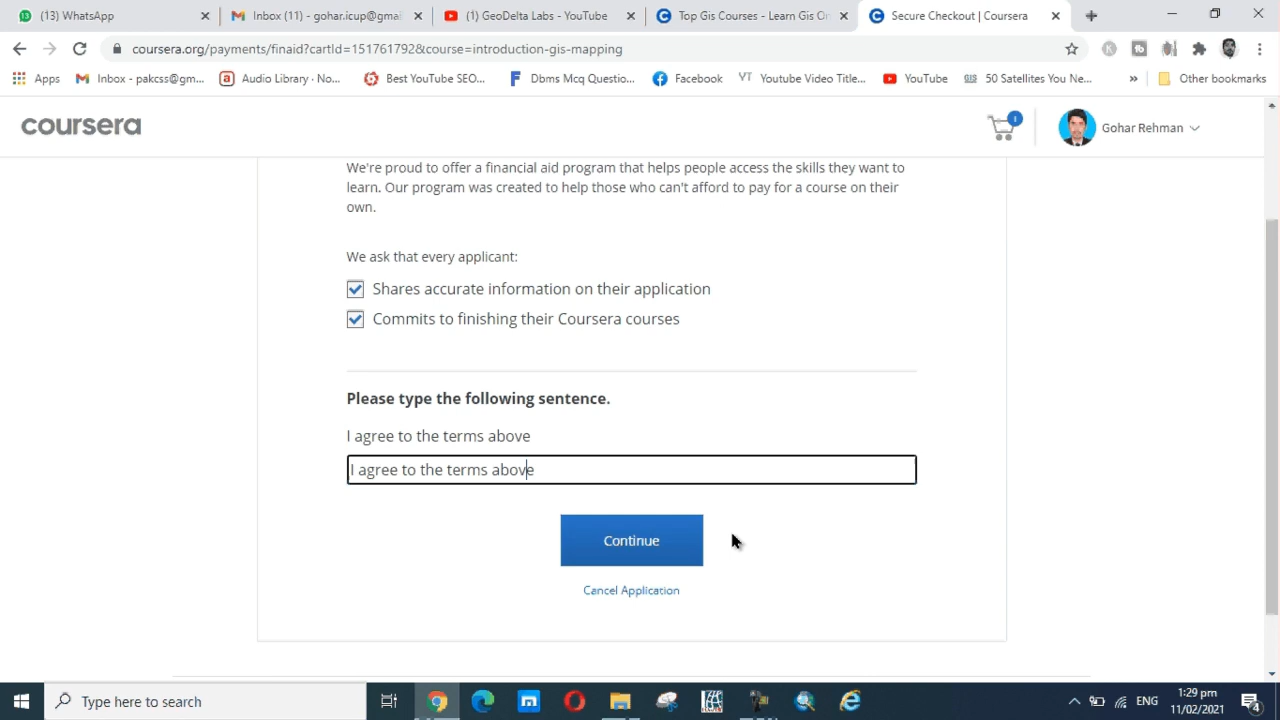 (13) WhatsApp
Inbox (11) - gohar.icup@gmai
(1) GeoDelta Labs - YouTube
Top Gis Courses - Learn Gis O
Secure Checkout | Coursera
coursera.org/payments/finaid?cartId=151761792&course=introduction-gis-mapping
Apps
Inbox - pakcss@gm...
Audio Library · No...
Best YouTube SEO...
Dbms Mcq Questio...
Facebook
Youtube Video Title...
YouTube
50 Satellites You Ne...
»
Other bookmarks
coursera
1
Gohar Rehman
We're proud to offer a financial aid program that helps people access the skills they want to
learn. Our program was created to help those who can't afford to pay for a course on their
own.
We ask that every applicant:
Shares accurate information on their application
Commits to finishing their Coursera courses
Please type the following sentence.
I agree to the terms above
I agree to the terms above
Continue
Cancel Application
Type here to search
ENG
1:29 pm
11/02/2021
4